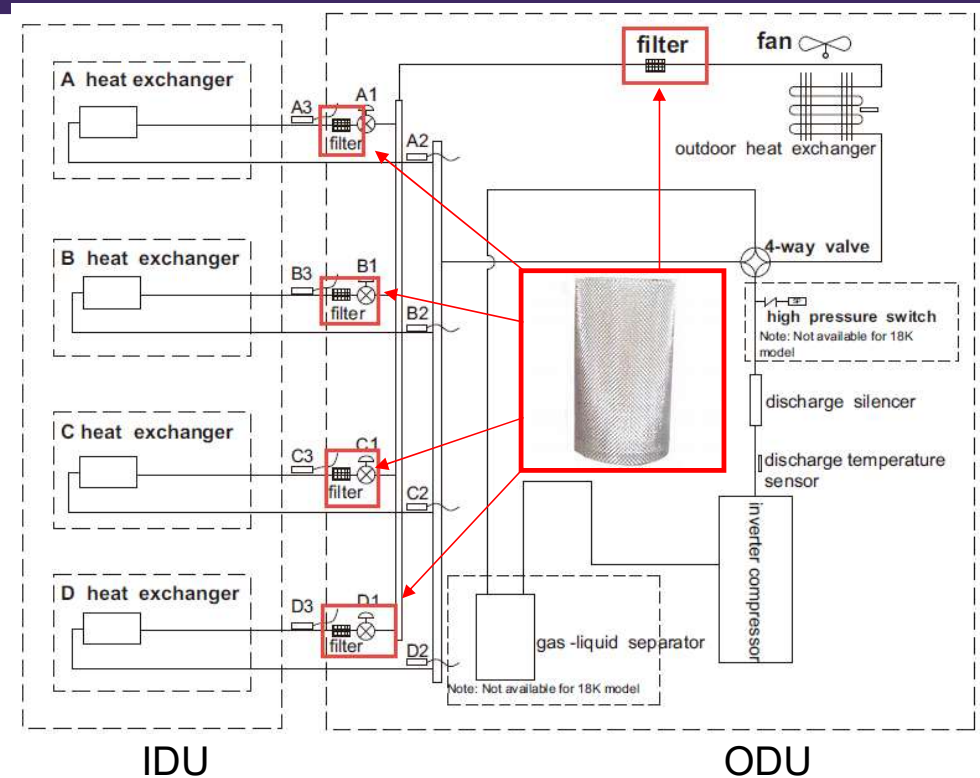 filter
fan
A heat exchanger
A3
A1
filter
A2
outdoor heat exchanger
B heat exchanger
B3
B1
filter
B2
4-way valve
high pressure switch
Note: Not available for 18K
model
C heat exchanger
C3
C1
filter
C2
discharge silencer
discharge temperature
sensor
inverter compressor
D heat exchanger
D3
D1
filter
D2
gas -liquid separator
Note: Not available for 18K model
IDU
ODU